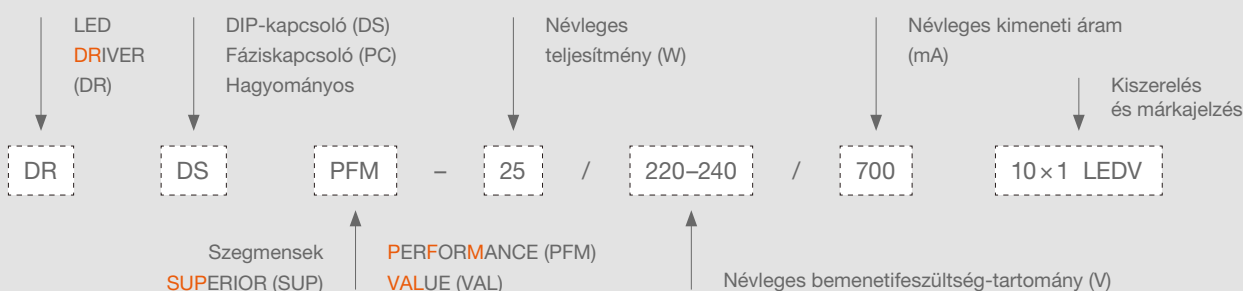 LED
DRIVER
(DR)
DIP-kapcsoló (DS)
Fáziskapcsoló (PC)
Hagyományos
Névleges
teljesítmény (W)
Névleges kimeneti áram
(mA)
Kiszerelés
és márkajelzés
DR DS PFM – 25 / 220–240 / 700 10×1 LEDV
Szegmensek
SUPERIOR (SUP)
PERFORMANCE (PFM)
VALUE (VAL)
Névleges bemenetifeszültség-tartomány (V)